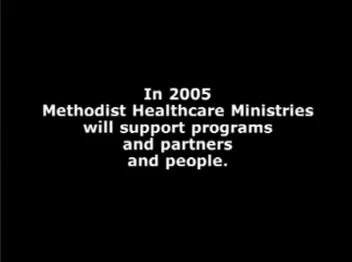 In 2005
Methodist Healthcare Ministries
will support programs
and partners
and people.